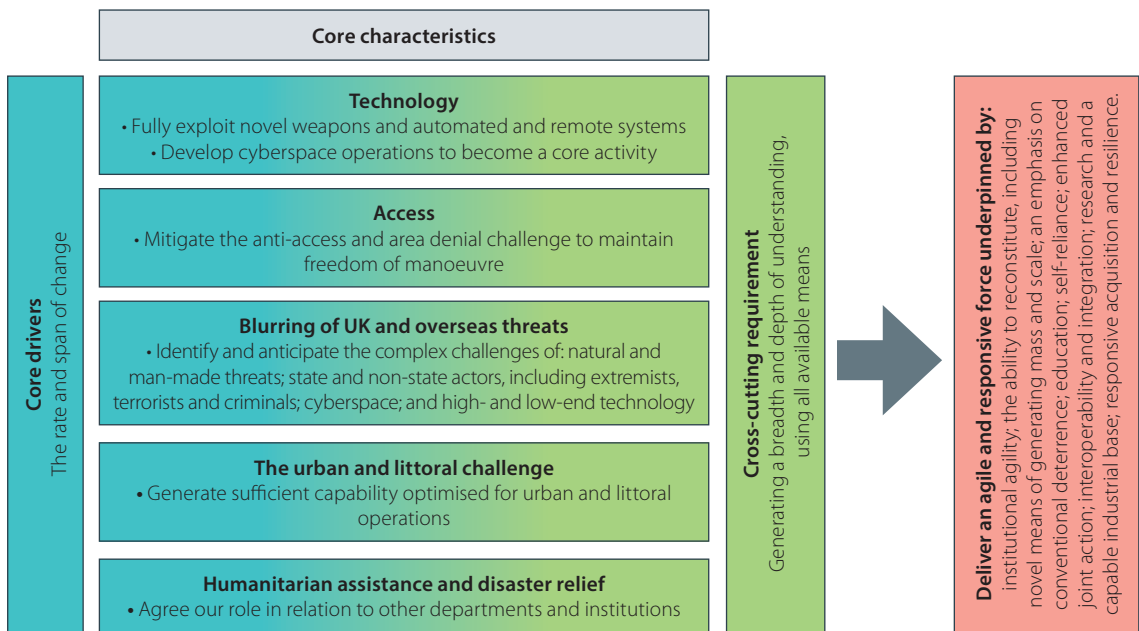 Core characteristics
Core drivers
The rate and span of change
Technology
• Fully exploit novel weapons and automated and remote systems
• Develop cyberspace operations to become a core activity
Access
• Mitigate the anti-access and area denial challenge to maintain
freedom of manoeuvre
Blurring of UK and overseas threats
• Identify and anticipate the complex challenges of: natural and
man-made threats; state and non-state actors, including extremists,
terrorists and criminals; cyberspace; and high- and low-end technology
The urban and littoral challenge
• Generate sufficient capability optimised for urban and littoral
operations
Humanitarian assistance and disaster relief
• Agree our role in relation to other departments and institutions
Cross-cutting requirement
Generating a breadth and depth of understanding,
using all available means
Deliver an agile and responsive force underpinned by:
institutional agility; the ability to reconstitute, including
novel means of generating mass and scale; an emphasis on
conventional deterrence; education; self-reliance; enhanced
joint action; interoperability and integration; research and a
capable industrial base; responsive acquisition and resilience.